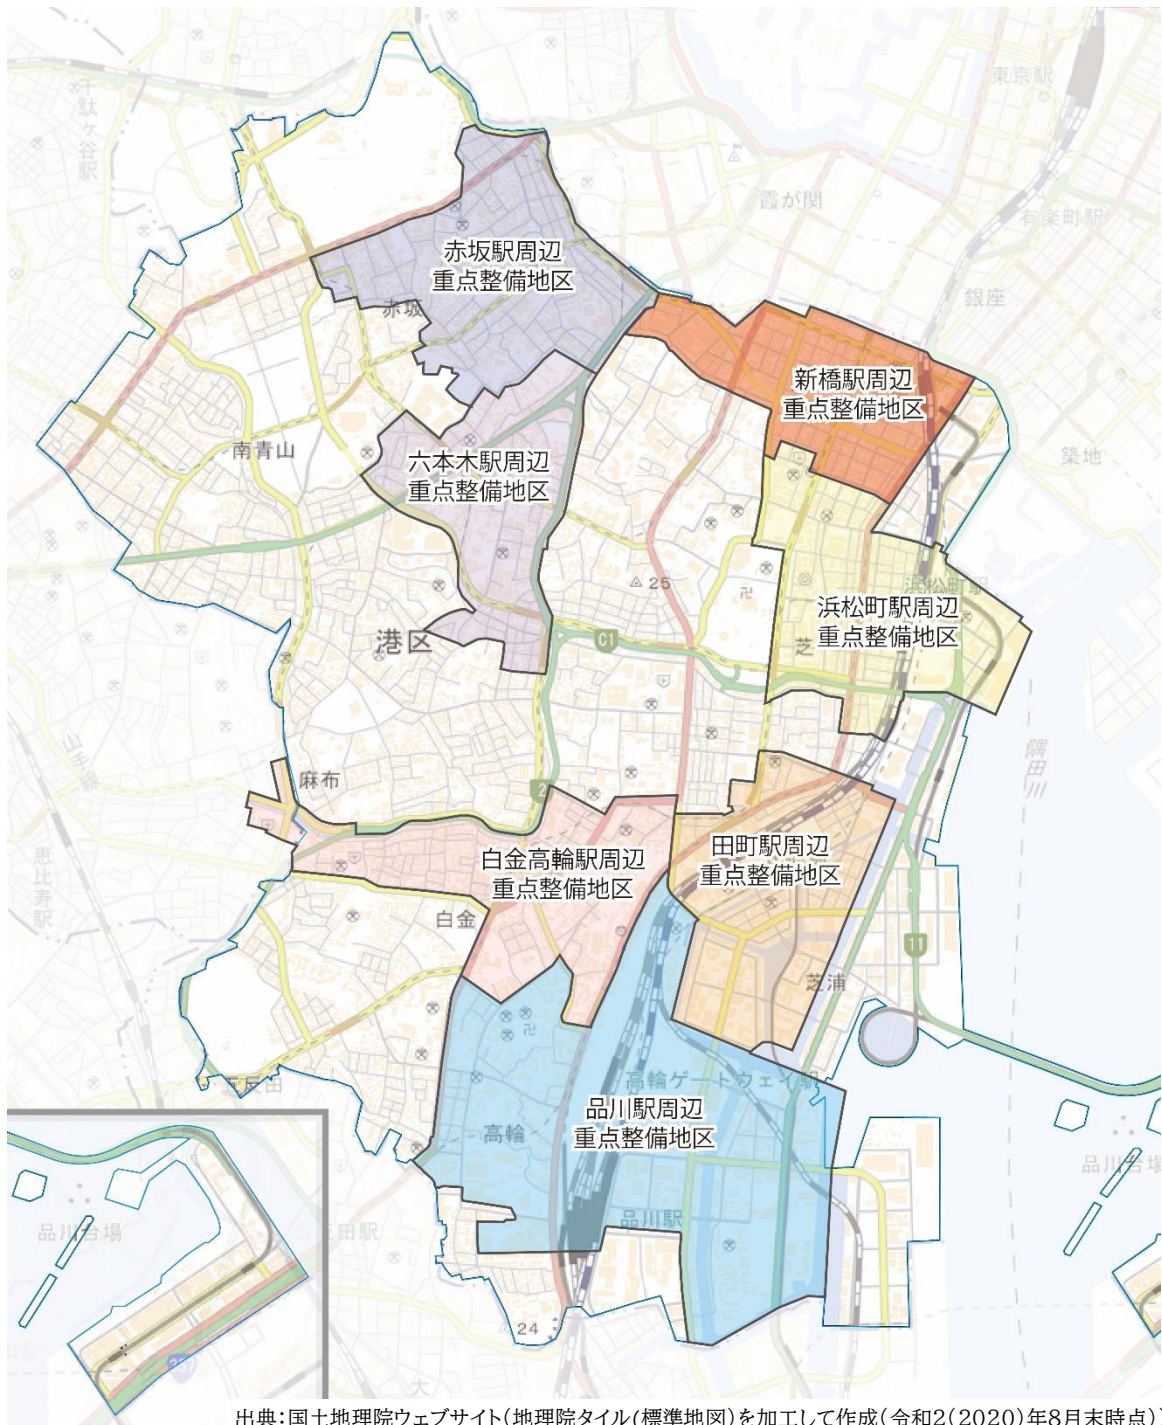 東京駅
千駄ケ谷駅
霞が関
有楽町駅
赤坂駅周辺
重点整備地区
銀座
赤坂
新橋駅周辺
重点整備地区
南青山
築地
六本木駅周辺
重点整備地区
25
浜松町駅
浜松町駅周辺
重点整備地区
港区
C1
芝
隅田川
麻布
2
白金高輪駅周辺
重点整備地区
田町駅周辺
重点整備地区
恵比寿駅
白金
11
芝浦
五反田
高輪ゲートウェイ駅
品川駅周辺
重点整備地区
高輪
品川台場
品川駅
品川台場
24
出典：国土地理院ウェブサイト（地理院タイル（標準地図）を加工して作成（令和2（2020）年8月末時点））